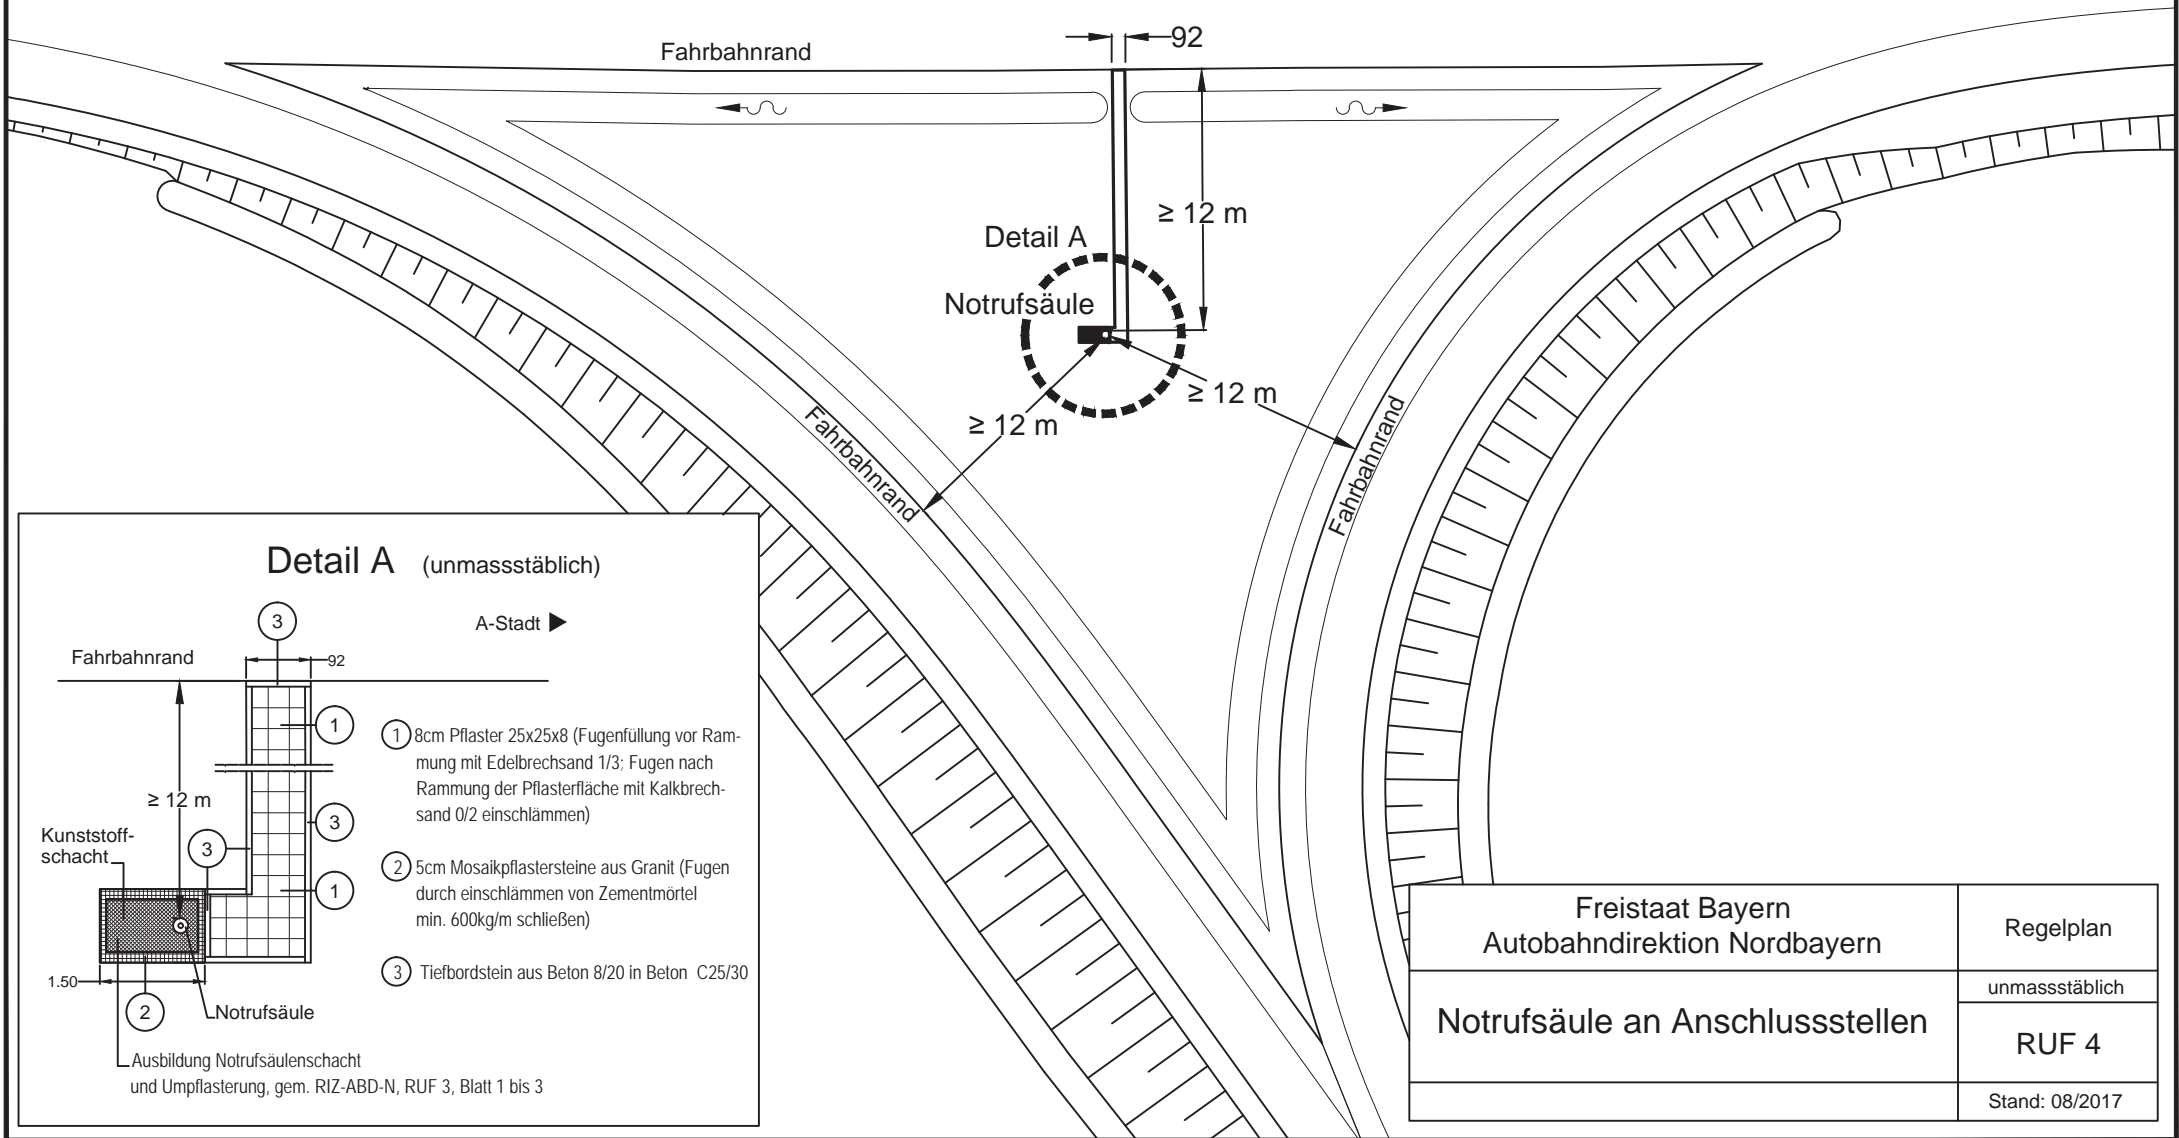 Fahrbahnrand
92
≥ 12 m
Detail A
Notrufsäule
≥ 12 m
≥ 12 m
Fahrbahnrand
Fahrbahnrand
Detail A (unmassstäblich)
3
A-Stadt
Fahrbahnrand
92
1
≥ 12 m
3
Kunststoff-
schacht
3
1
1.50
2
Notrufsäule
Ausbildung Notrufsäulenschacht
und Umpflasterung, gem. RIZ-ABD-N, RUF 3, Blatt 1 bis 3
1 8cm Pflaster 25x25x8 (Fugenfüllung vor Ram-
mung mit Edelbrechsand 1/3; Fugen nach
Rammung der Pflasterfläche mit Kalkbrech-
sand 0/2 einschlämmen)
2 5cm Mosaikpflastersteine aus Granit (Fugen
durch einschlämmen von Zementmörtel
min. 600kg/m schließen)
3 Tiefbordstein aus Beton 8/20 in Beton C25/30
Freistaat Bayern
Autobahndirektion Nordbayern
Regelplan
unmassstäblich
Notrufsäule an Anschlussstellen
RUF 4
Stand: 08/2017